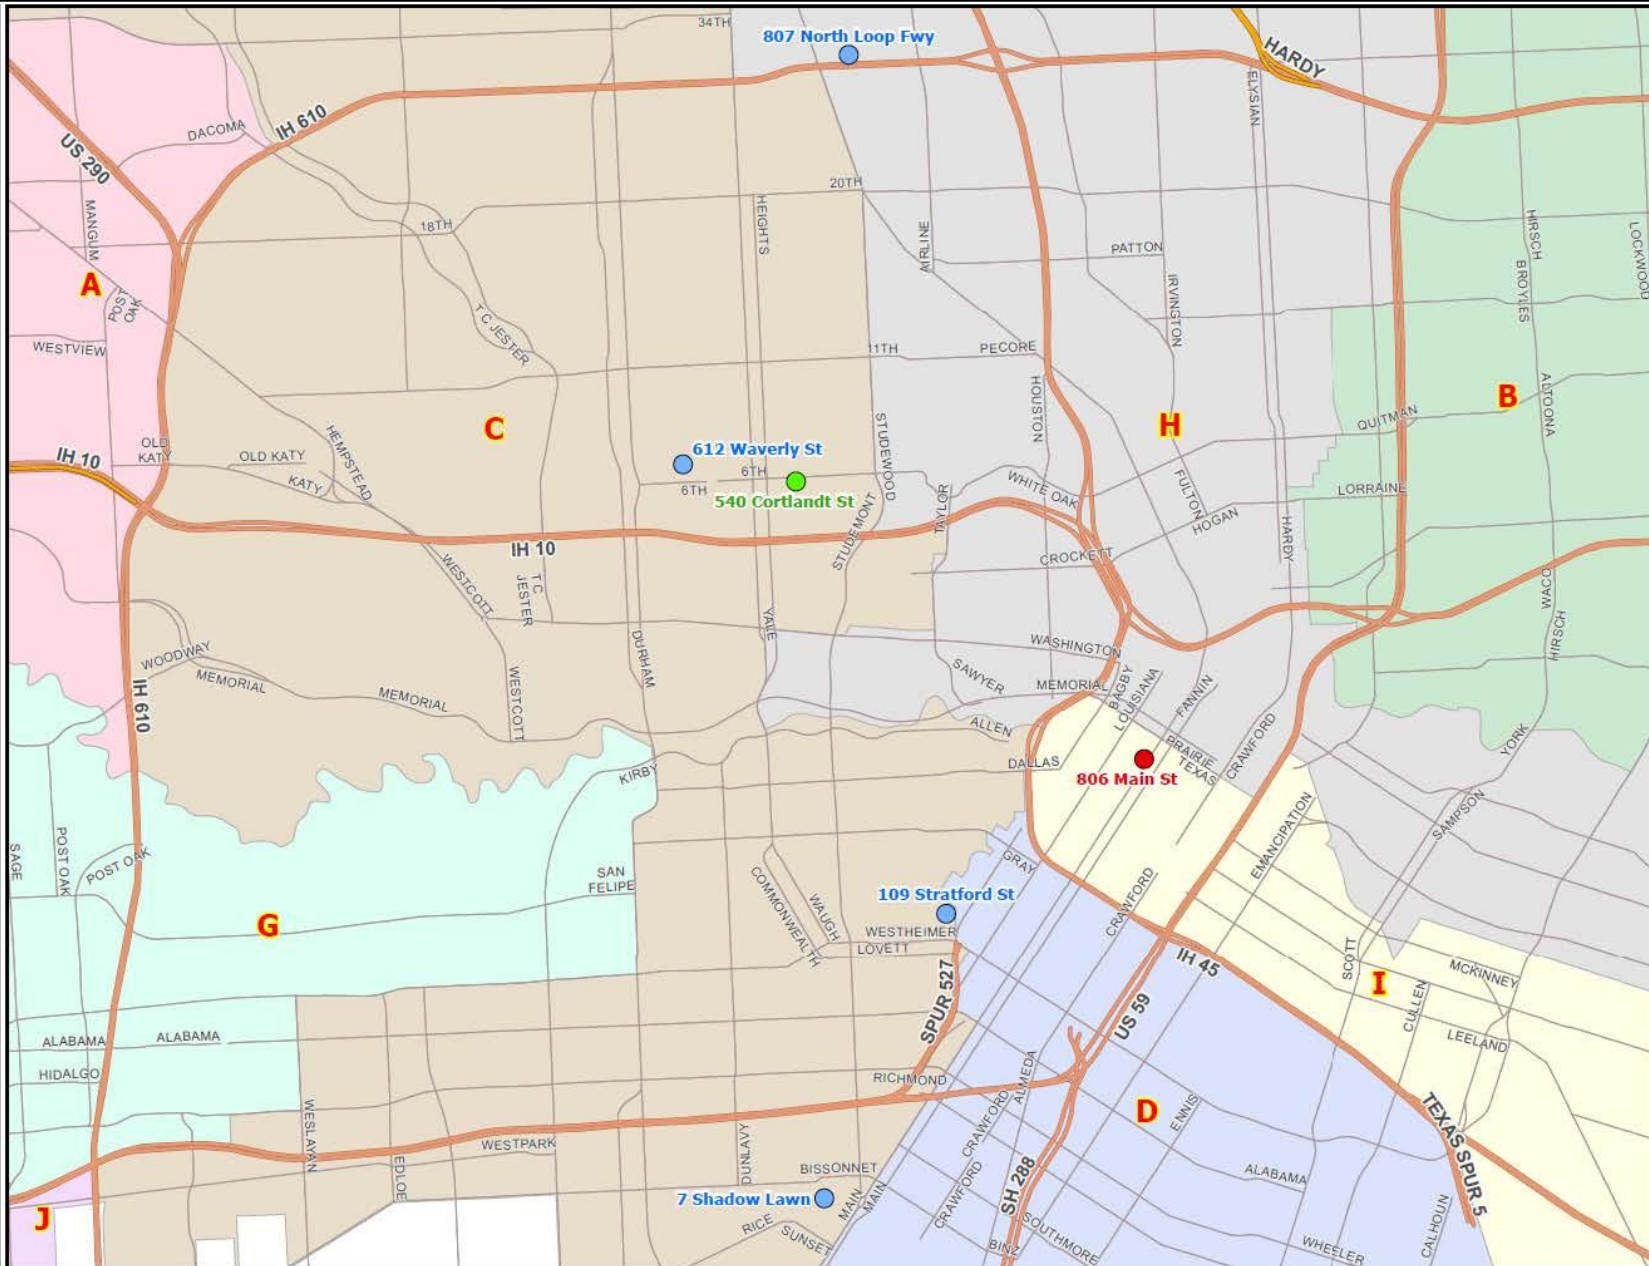 34TH
807 North Loop Fwy
HARDY
ELYSIAN
US 290
DACOMA
IH 610
MANGUM
20TH
HEIGHTS
18TH
AIRLINE
PATTON
HIRSCH
LOCKWOOD
BROYLES
IRVINGTON
A
POST
OAK
T C JESTER
WESTVIEW
11TH
PECORE
HOUSTON
ALTOONA
B
QUITMAN
C
H
STUDEWOOD
OLD
KATY
IH 10
OLD KATY
HEMPSTEAD
KATY
612 Waverly St
6TH
6TH
540 Cortlandt St
WHITE OAK
FULTON
LORRAINE
TAYLOR
HOGAN
HARDY
STUDEMONT
IH 10
CROCKETT
WESTCOTT
T C
JESTER
WACO
YALE
HIRSCH
DURHAM
WASHINGTON
WOODWAY
MEMORIAL
SAWYER
MEMORIAL
BAGBY
LOUISIANA
FANNIN
WESTCOTT
IH 610
MEMORIAL
ALLEN
PRAIRIE
TEXAS
CRAWFORD
YORK
DALLAS
KIRBY
806 Main St
SAMPSON
EMANCIPATION
SAGE
POST OAK
POST OAK
GRAY
SAN
FELIPE
COMMONWEALTH
WAUGH
109 Stratford St
CRAWFORD
G
WESTHEIMER
LOVETT
IH 45
SCOTT
MCKINNEY
I
SPUR 527
US 59
CULLEN
LEELAND
ALABAMA
ALABAMA
HIDALGO
RICHMOND
ALMEDA
CRAWFORD
D
ENNIS
TEXAS SPUR 5
WESLAYAN
WESTPARK
DUNLAVY
EDLOE
BISSONNET
7 Shadow Lawn
MAIN
MAIN
CRAWFORD
SH 288
ALABAMA
J
RICE
SUNSET
BINZ
SOUTHMORE
WHEELER
CALHOUN